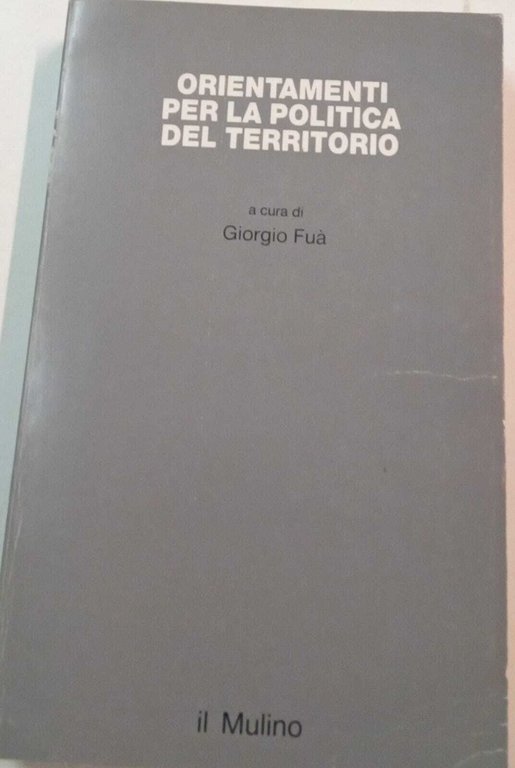 ORIENTAMENTI
PER LA POLITICA
DEL TERRITORIO
a cura di
Giorgio Fuà
il Mulino